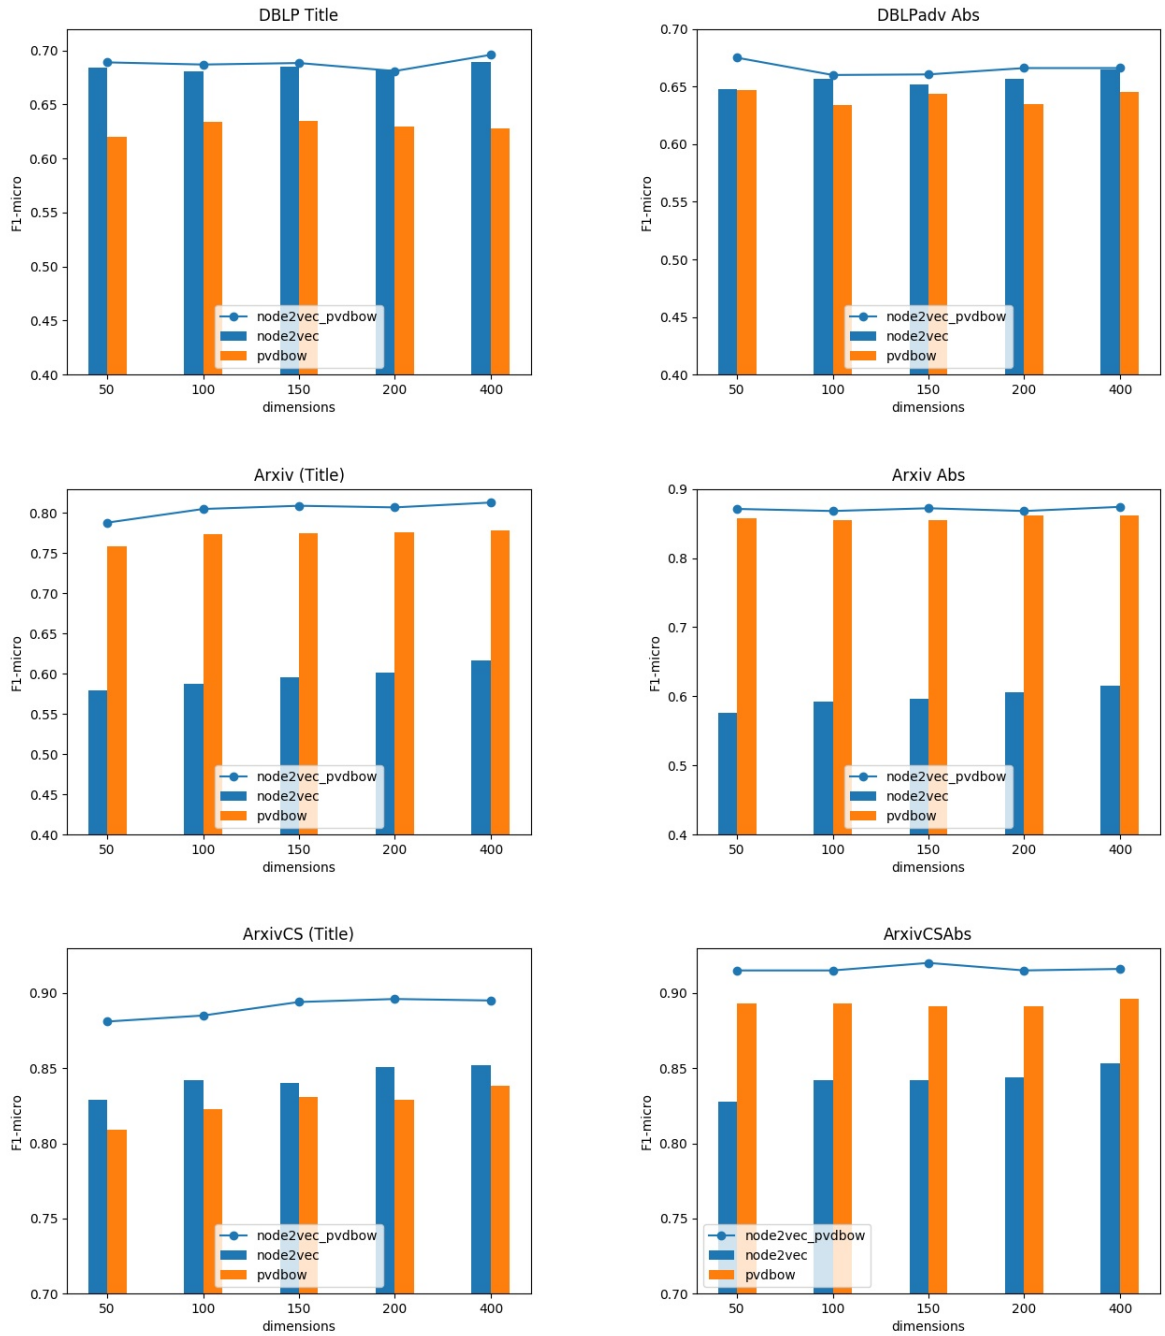 DBLP Title
F1-micro
0.70
0.65
0.60
0.55
0.50
0.45
0.40
node2vec_pvdbow
node2vec
pvdbow
50 100 150 200 400
dimensions
DBLPadv Abs
F1-micro
0.70
0.65
0.60
0.55
0.50
0.45
0.40
node2vec_pvdbow
node2vec
pvdbow
50 100 150 200 400
dimensions
Arxiv (Title)
F1-micro
0.80
0.75
0.70
0.65
0.60
0.55
0.50
0.45
0.40
node2vec_pvdbow
node2vec
pvdbow
50 100 150 200 400
dimensions
Arxiv Abs
F1-micro
0.9
0.8
0.7
0.6
0.5
0.4
node2vec_pvdbow
node2vec
pvdbow
50 100 150 200 400
dimensions
ArxivCS (Title)
F1-micro
0.90
0.85
0.80
0.75
0.70
node2vec_pvdbow
node2vec
pvdbow
50 100 150 200 400
dimensions
ArxivCSAbs
F1-micro
0.90
0.85
0.80
0.75
0.70
node2vec_pvdbow
node2vec
pvdbow
50 100 150 200 400
dimensions